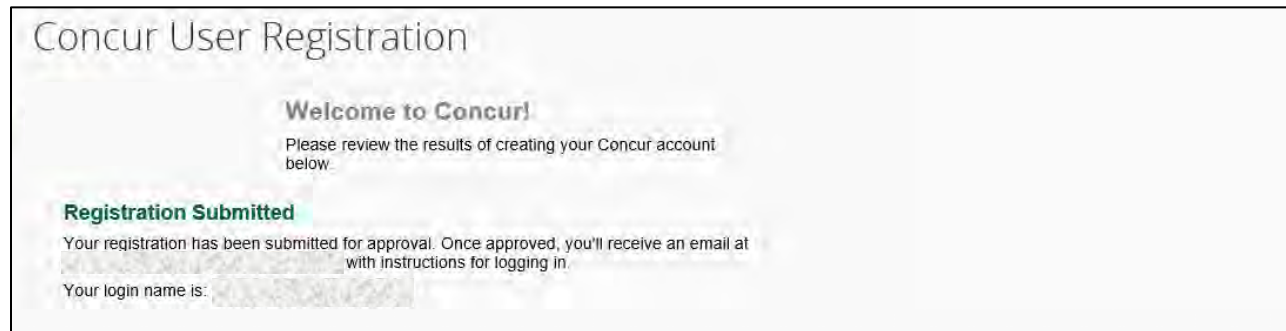 Concur User Registration
Welcome to Concur!
Please review the results of creating your Concur account
below.
Registration Submitted
Your registration has been submitted for approval. Once approved, you'll receive an email at
with instructions for logging in.
Your login name is: